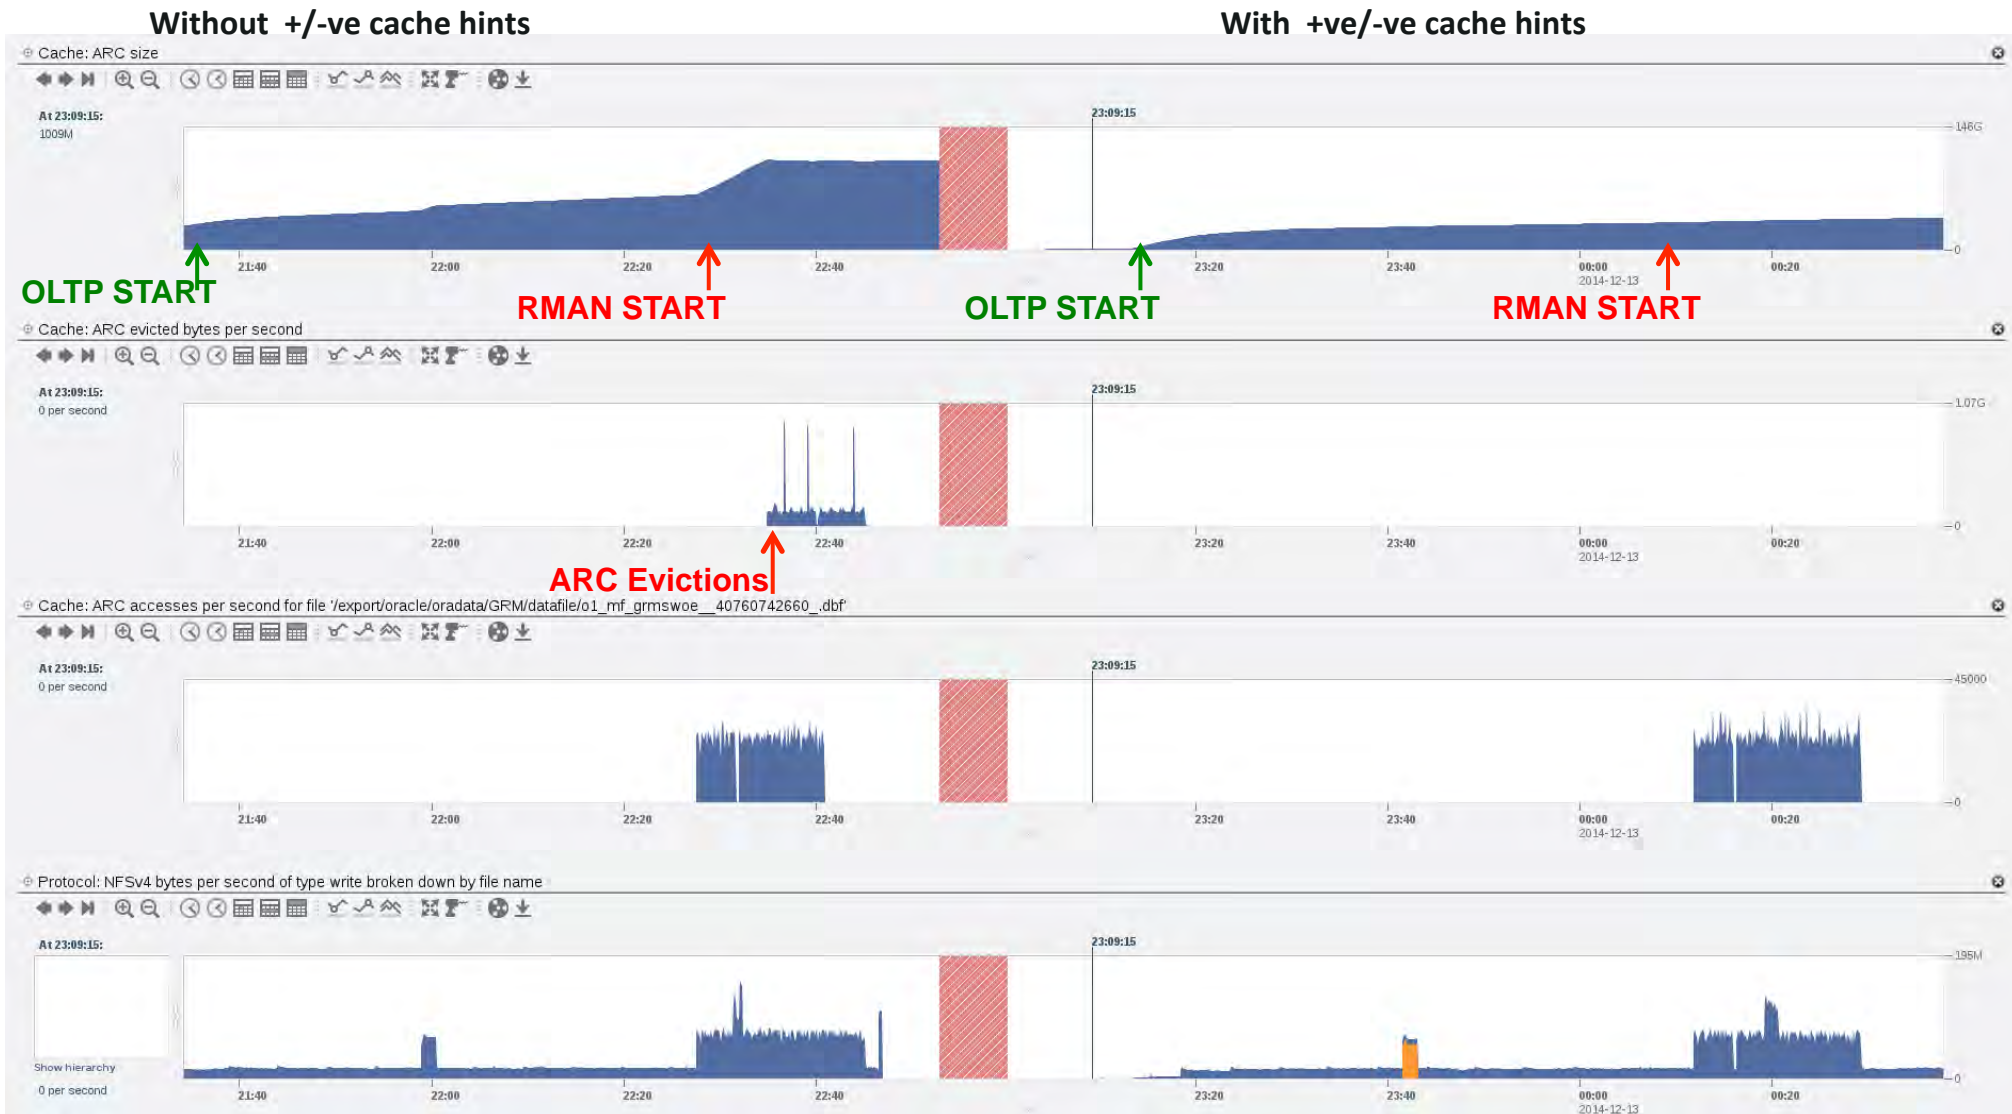 Without +/-ve cache hints
With +ve/-ve cache hints
Cache: ARC size
At 23:09:15:
1009M
23:09:15
146G
0
21:40 22:00 22:20 22:40 23:20 23:40 00:00 00:20
2014-12-13
OLTP START
RMAN START
OLTP START
RMAN START
Cache: ARC evicted bytes per second
At 23:09:15:
0 per second
23:09:15
1.07G
0
21:40 22:00 22:20 22:40 23:20 23:40 00:00 00:20
2014-12-13
ARC Evictions
Cache: ARC accesses per second for file '/export/oracle/oradata/GRM/datafile/o1_mf_grmswoe__40760742660_.dbf'
At 23:09:15:
0 per second
23:09:15
45000
0
21:40 22:00 22:20 22:40 23:20 23:40 00:00 00:20
2014-12-13
Protocol: NFSv4 bytes per second of type write broken down by file name
At 23:09:15:
23:09:15
195M
0
Show hierarchy
0 per second
21:40 22:00 22:20 22:40 23:20 23:40 00:00 00:20
2014-12-13